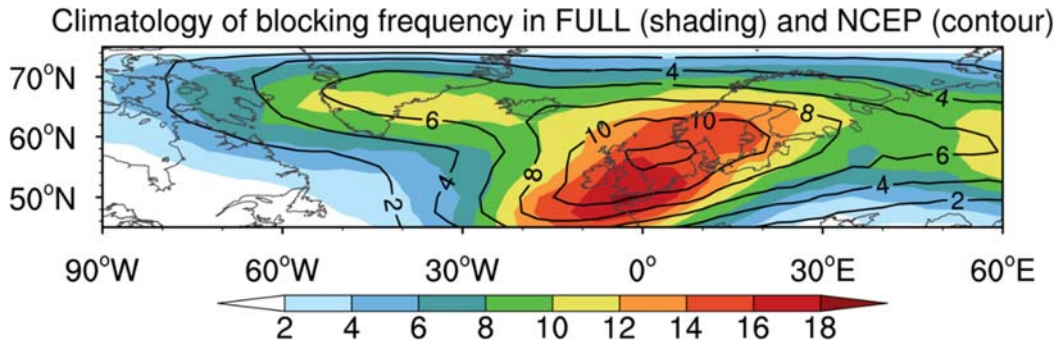 Climatology of blocking frequency in FULL (shading) and NCEP (contour)
70°N
60°N
50°N
4
4
6
8
10
10
8
6
8
4
2
4
2
90°W 60°W 30°W 0° 30°E 60°E
2 4 6 8 10 12 14 16 18